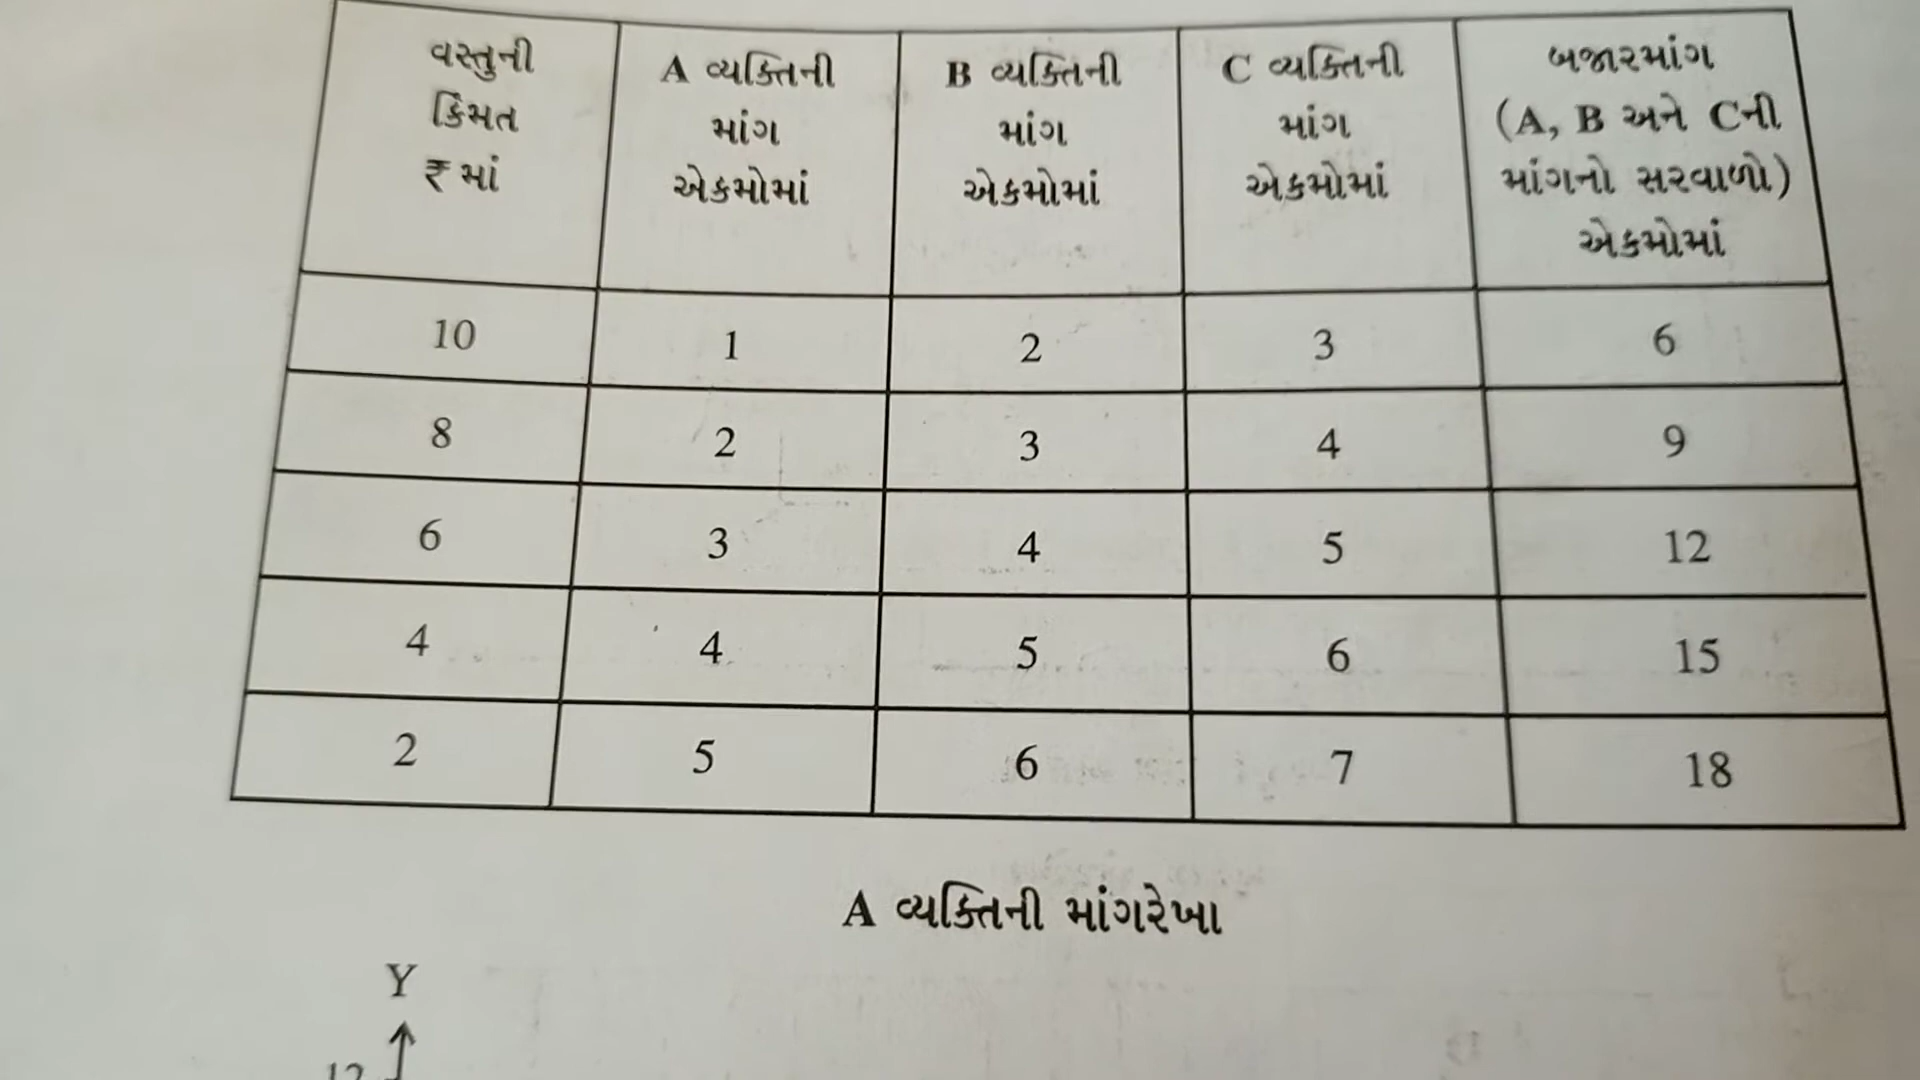 વસ્તુની
કિંમત
₹ માં
A વ્યક્તિની
માંગ
એકમોમાં
B વ્યક્તિની
માંગ
એકમોમાં
C વ્યક્તિની
માંગ
એકમોમાં
બજારમાંગ
(A, B અને Cની
માંગનો સરવાળો)
એકમોમાં
10 1 2 3 6
8 2 3 4 9
6 3 4 5 12
4 4 5 6 15
2 5 6 7 18
A વ્યક્તિની માંગરેખા
Y
12